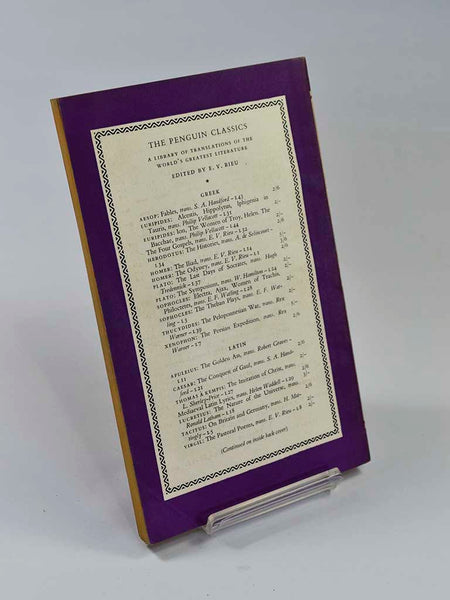 THE PENGUIN CLASSICS
A LIBRARY OF TRANSLATIONS OF THE
WORLD'S GREATEST LITERATURE
EDITED BY E. V. RIEU
GREEK
AESOP: Fables, trans. S. A. Handford – L43 2/6
EURIPIDES: Alcestis, Hippolytus, Iphigenia in
Tauris, trans. Philip Vellacott – L31 2/-
EURIPIDES: Ion, The Women of Troy, Helen, The
Bacchae, trans. Philip Vellacott – L44 2/6
The Four Gospels, trans. E. V. Rieu – L32
HERODOTUS: The Histories, trans. A. de Selincourt –
L34
HOMER: The Iliad, trans. E. V. Rieu – L14
HOMER: The Odyssey, trans. E. V. Rieu – L1
PLATO: The Last Days of Socrates, trans. Hugh
Tredennick – L37
PLATO: The Symposium, trans. W. Hamilton – L24
SOPHOCLES: Electra, Ajax, Women of Trachis,
Philoctetes, trans. E. F. Watling – L28
SOPHOCLES: The Theban Plays, trans. E. F. Wat-
ling – L3
THUCYDIDES: The Peloponnesian War, trans. Rex
Warner – L39
XENOPHON: The Persian Expedition, trans. Rex
Warner – L7
LATIN
APULEIUS: The Golden Ass, trans. Robert Graves –
L11
CAESAR: The Conquest of Gaul, trans. S. A. Hand-
ford – L21
THOMAS À KEMPIS: The Imitation of Christ, trans.
L. Sherley-Price – L27
Mediaeval Latin Lyrics, trans. Helen Waddell – L29
LUCRETIUS: The Nature of the Universe, trans.
Ronald Latham – L18
TACITUS: On Britain and Germany, trans. H. Mat-
tingly – L5
VIRGIL: The Pastoral Poems, trans. E. V. Rieu – L8
(Continued on inside back cover)